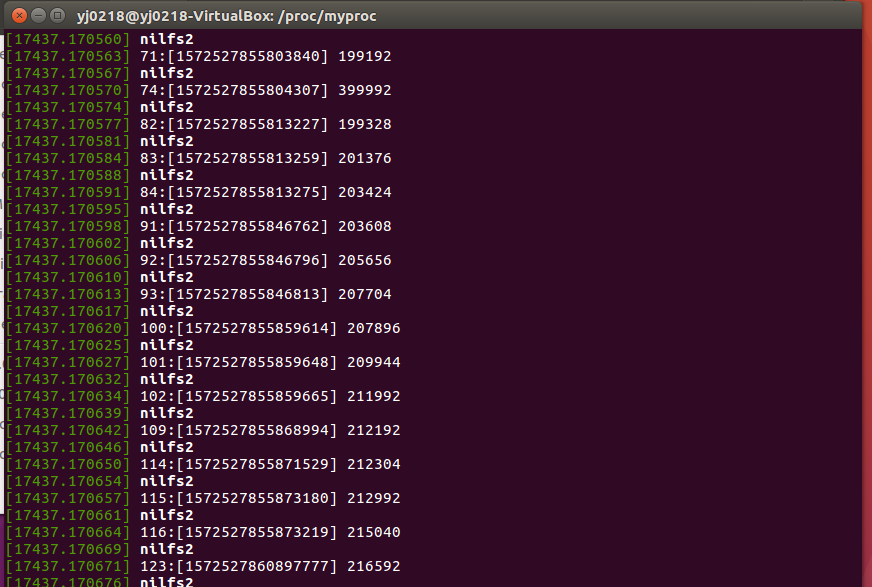 yj0218@yj0218-VirtualBox: /proc/myproc
[17437.170560] nilfs2
[17437.170563] 71:[1572527855803840] 199192
[17437.170567] nilfs2
[17437.170570] 74:[1572527855804307] 399992
[17437.170574] nilfs2
[17437.170577] 82:[1572527855813227] 199328
[17437.170581] nilfs2
[17437.170584] 83:[1572527855813259] 201376
[17437.170588] nilfs2
[17437.170591] 84:[1572527855813275] 203424
[17437.170595] nilfs2
[17437.170598] 91:[1572527855846762] 203608
[17437.170602] nilfs2
[17437.170606] 92:[1572527855846796] 205656
[17437.170610] nilfs2
[17437.170613] 93:[1572527855846813] 207704
[17437.170617] nilfs2
[17437.170620] 100:[1572527855859614] 207896
[17437.170625] nilfs2
[17437.170627] 101:[1572527855859648] 209944
[17437.170632] nilfs2
[17437.170634] 102:[1572527855859665] 211992
[17437.170639] nilfs2
[17437.170642] 109:[1572527855868994] 212192
[17437.170646] nilfs2
[17437.170650] 114:[1572527855871529] 212304
[17437.170654] nilfs2
[17437.170657] 115:[1572527855873180] 212992
[17437.170661] nilfs2
[17437.170664] 116:[1572527855873219] 215040
[17437.170669] nilfs2
[17437.170671] 123:[1572527860897777] 216592
[17437.170676] nilfs2